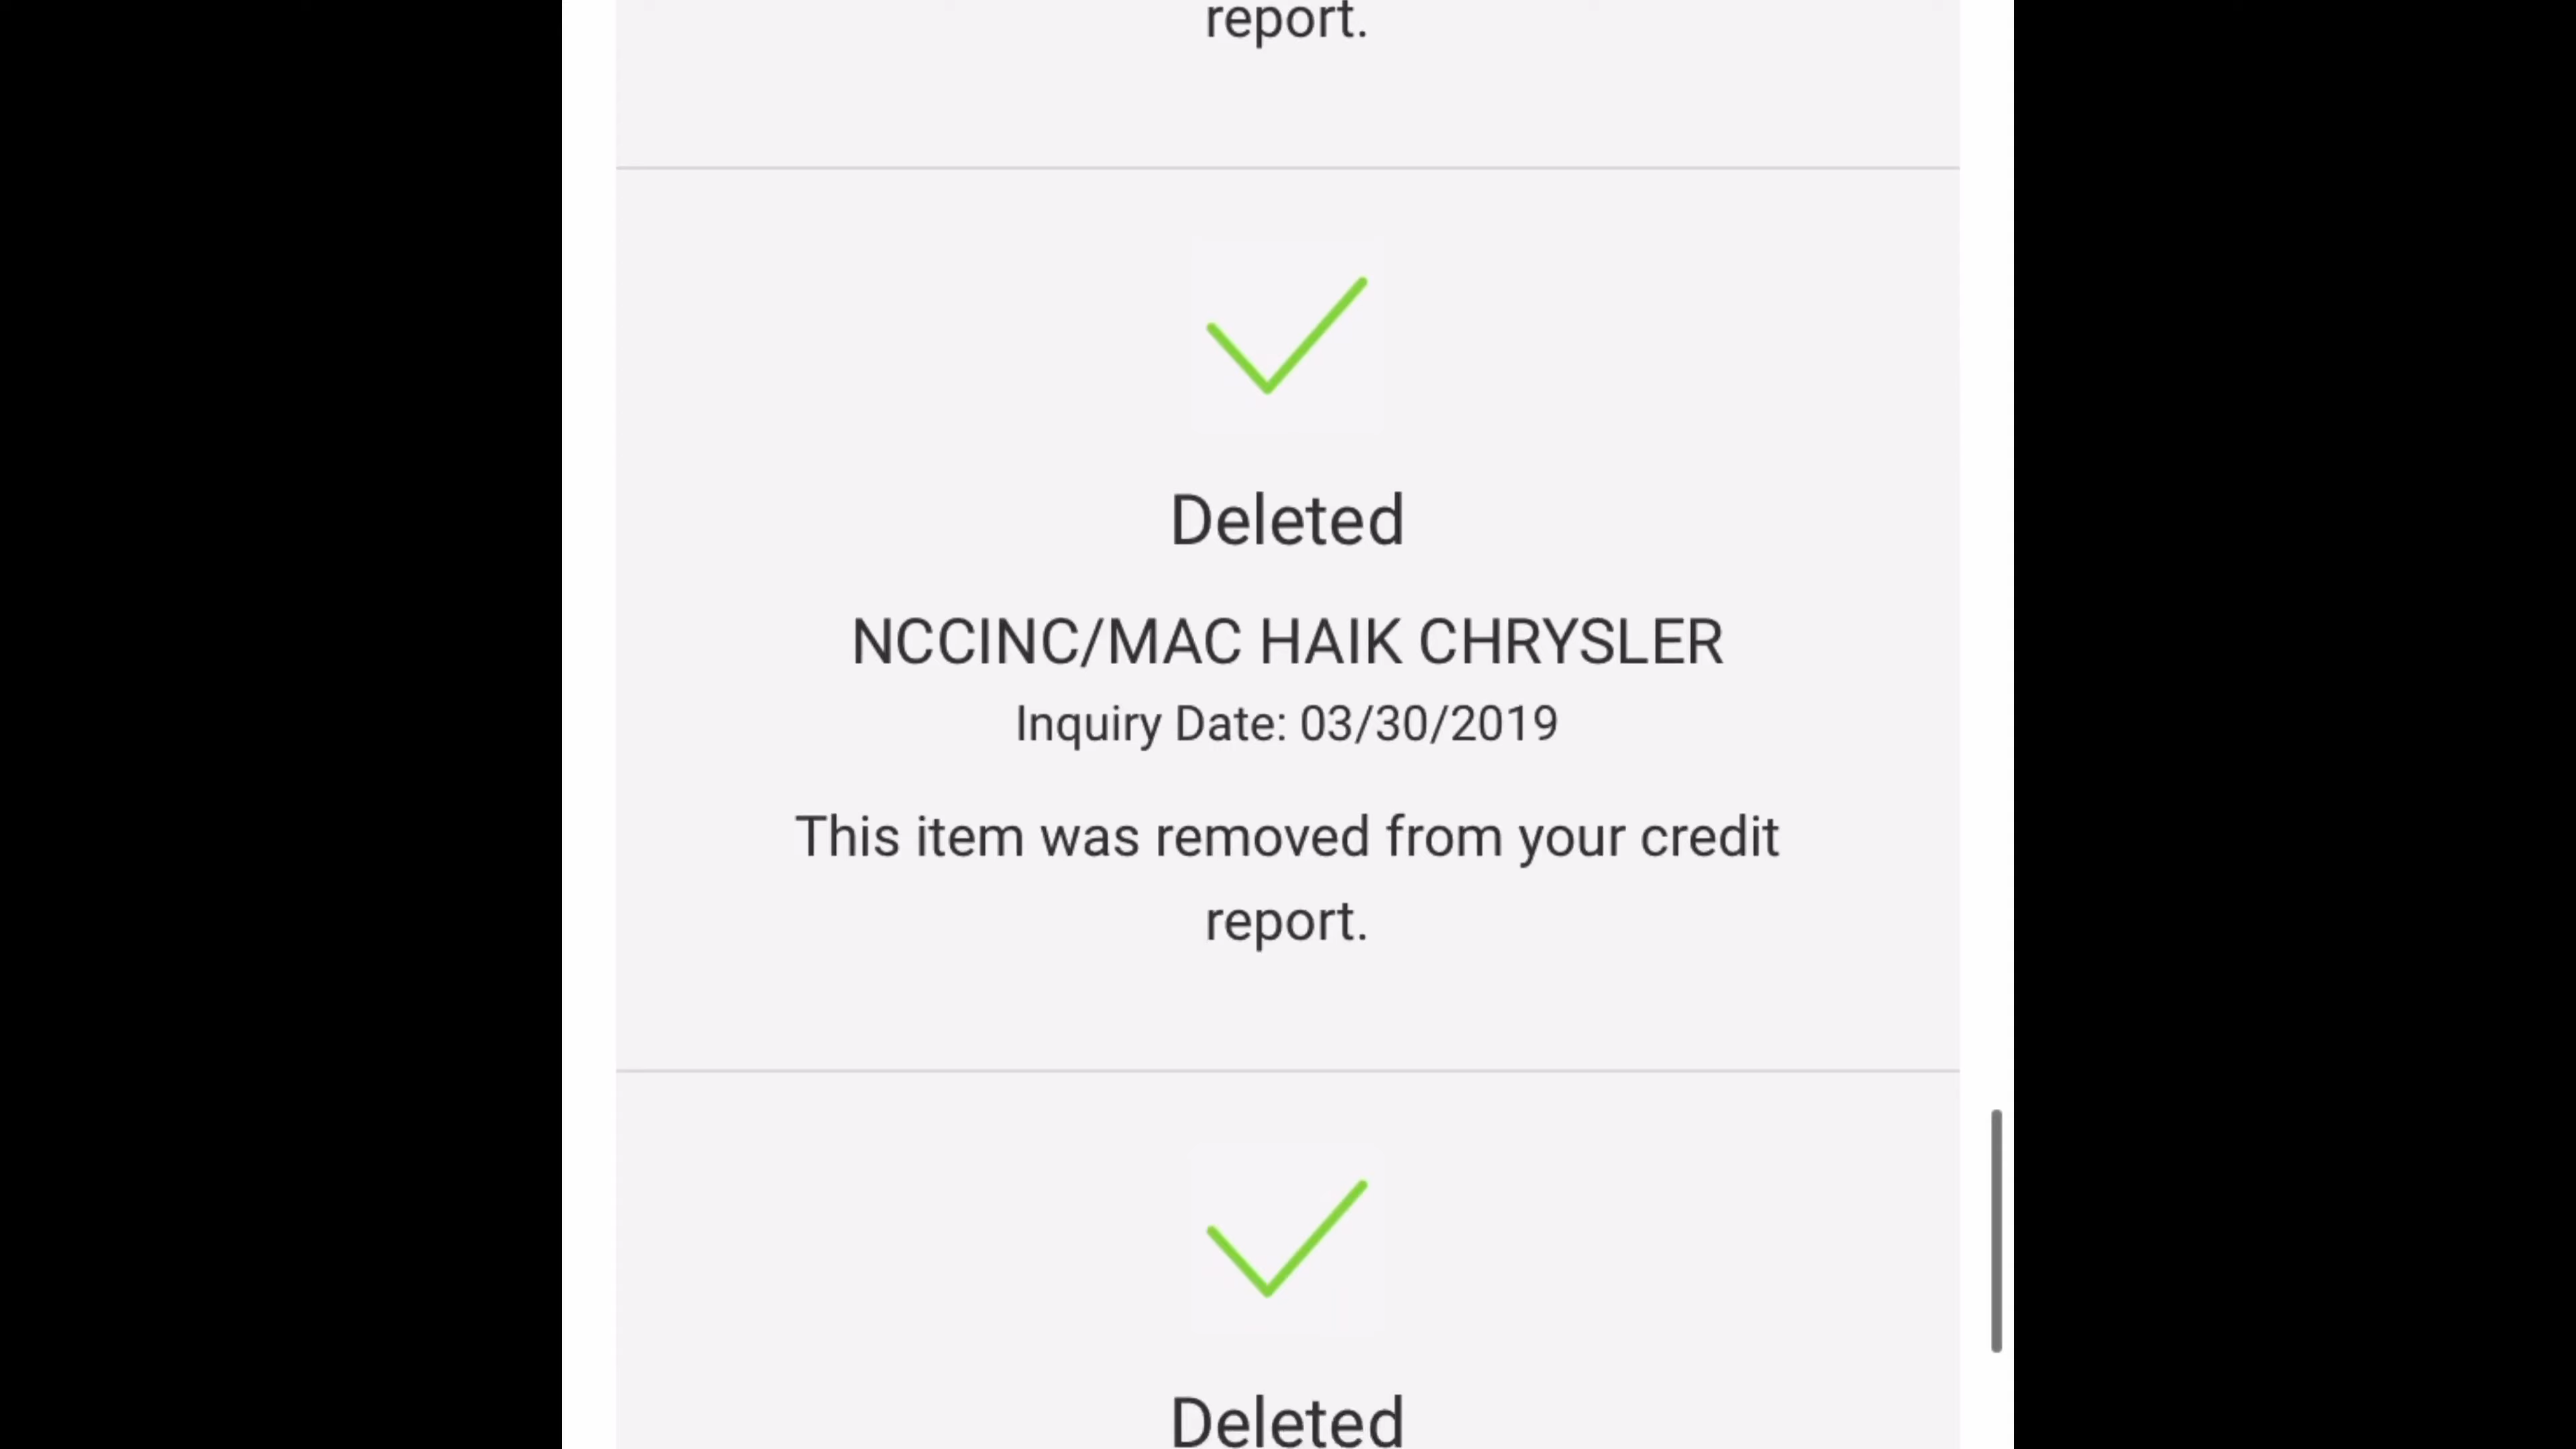 report.
Deleted
NCCINC/MAC HAIK CHRYSLER
Inquiry Date: 03/30/2019
This item was removed from your credit
report.
Deleted